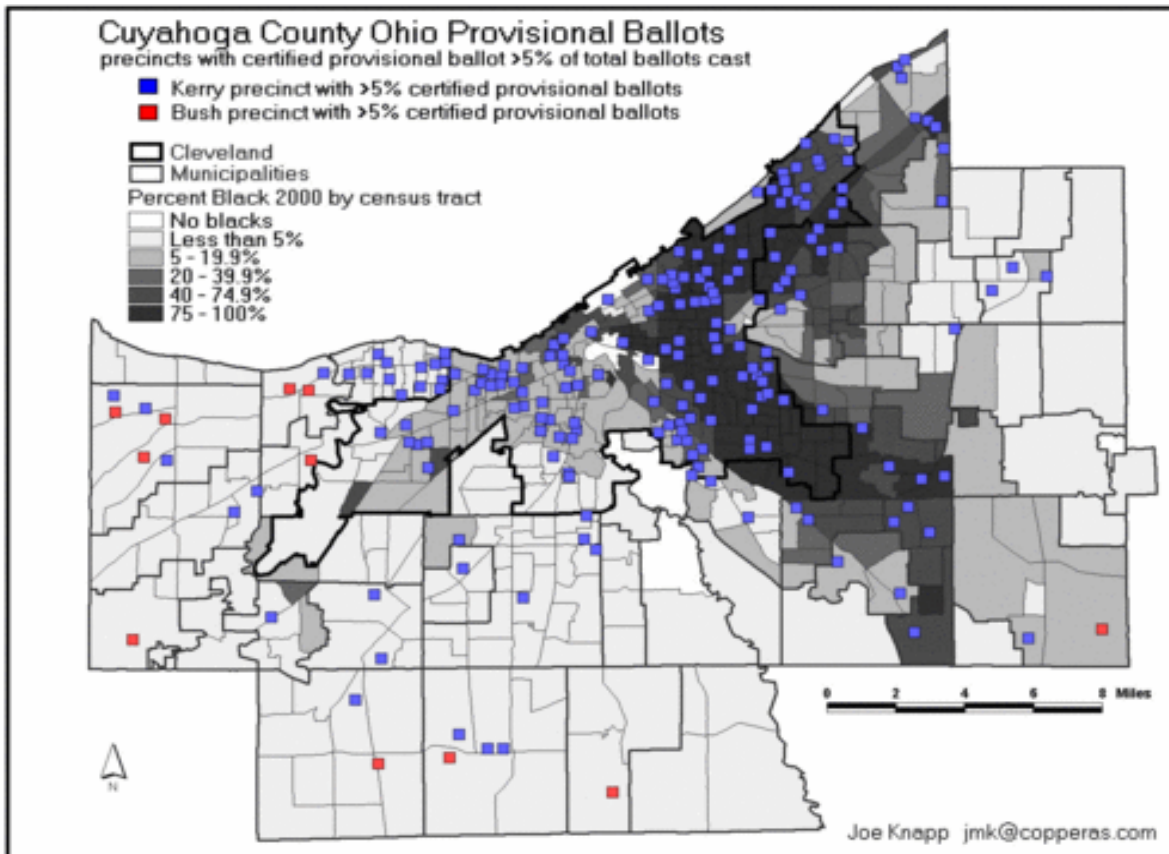 Cuyahoga County Ohio Provisional Ballots
precincts with certified provisional ballot >5% of total ballots cast
Kerry precinct with >5% certified provisional ballots
Bush precinct with >5% certified provisional ballots
Cleveland
Municipalities
Percent Black 2000 by census tract
No blacks
Less than 5%
5 - 19.9%
20 - 39.9%
40 - 74.9%
75 - 100%
0 2 4 6 8 Miles
N
Joe Knapp jmk@copperas.com